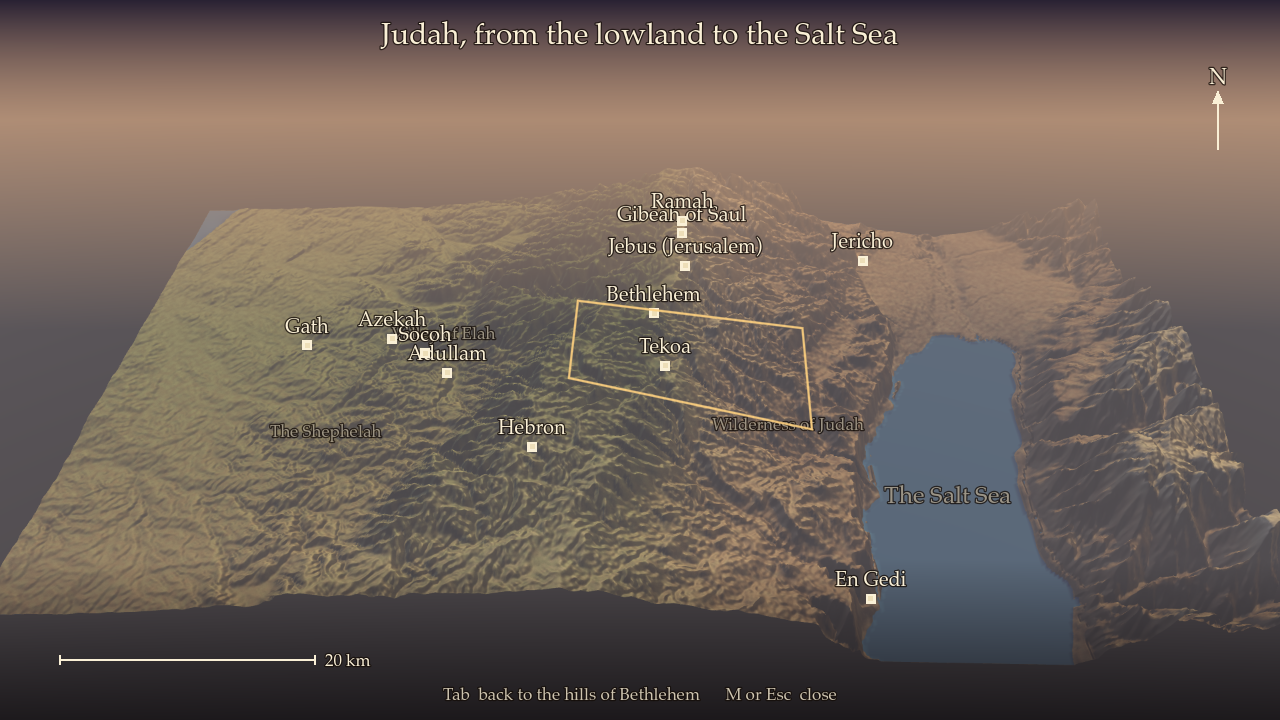 Judah, from the lowland to the Salt Sea
N
Ramah
Gibeah of Saul
Jebus (Jerusalem)
Jericho
Bethlehem
Gath
Azekah
Socoh
of Elah
Adullam
Tekoa
The Shephelah
Hebron
Wilderness of Judah
The Salt Sea
En Gedi
20 km
Tab back to the hills of Bethlehem M or Esc close